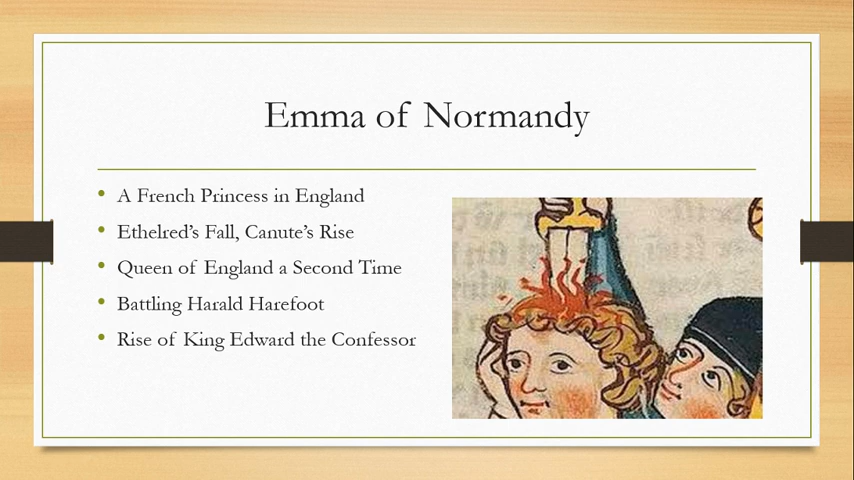 Emma of Normandy
• A French Princess in England
• Ethelred's Fall, Canute's Rise
• Queen of England a Second Time
• Battling Harald Harefoot
• Rise of King Edward the Confessor